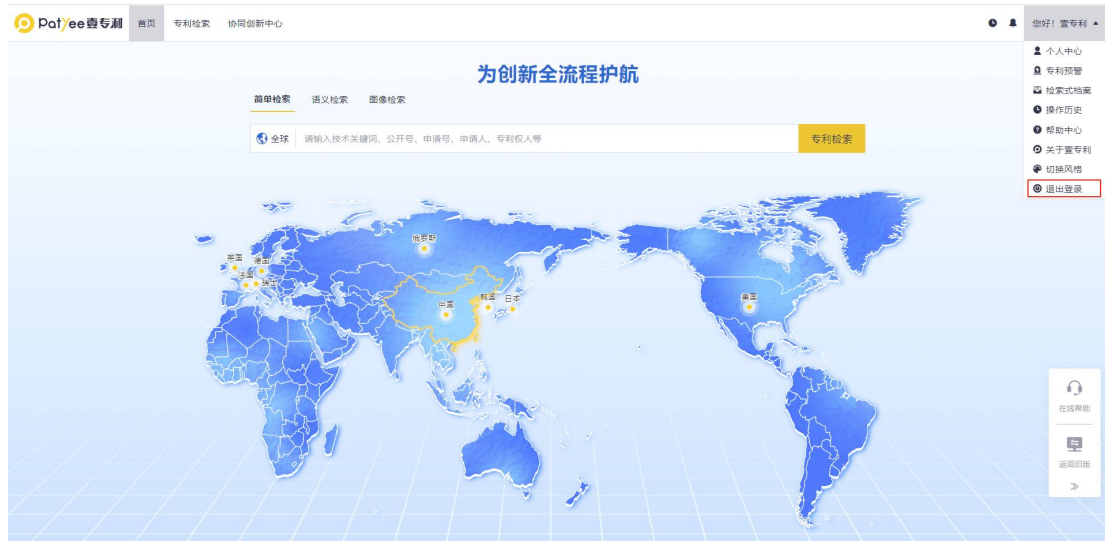 Patyee壹专利 首页 专利检索 协同创新中心 您好！壹专利
个人中心
专利预警
检索式档案
操作历史
帮助中心
关于壹专利
切换风格
退出登录
为创新全流程护航
简单检索 语义检索 图像检索
全球 请输入技术关键词、公开号、申请号、申请人、专利权人等 专利检索
俄罗斯
英国 德国
法国 瑞士
中国 韩国 日本
美国
在线帮助
返回旧版